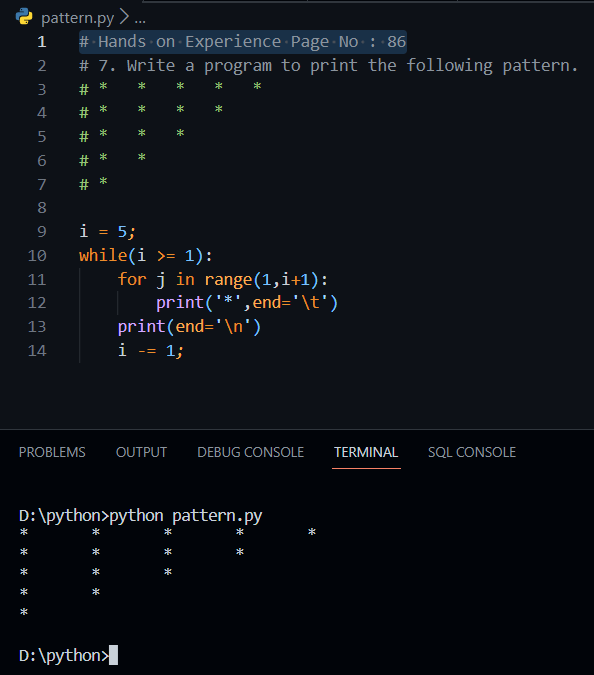 pattern.py > ...
1 # Hands on Experience Page No : 86
2 # 7. Write a program to print the following pattern.
3 # *   *   *   *   *
4 # *   *   *   *
5 # *   *   *
6 # *   *
7 # *
8
9 i = 5;
10 while(i >= 1):
11     for j in range(1,i+1):
12         print('*',end='\t')
13     print(end='\n')
14     i -= 1;
PROBLEMS OUTPUT DEBUG CONSOLE TERMINAL SQL CONSOLE
D:\python>python pattern.py
*       *       *       *       *
*       *       *       *
*       *       *
*       *
*
D:\python>